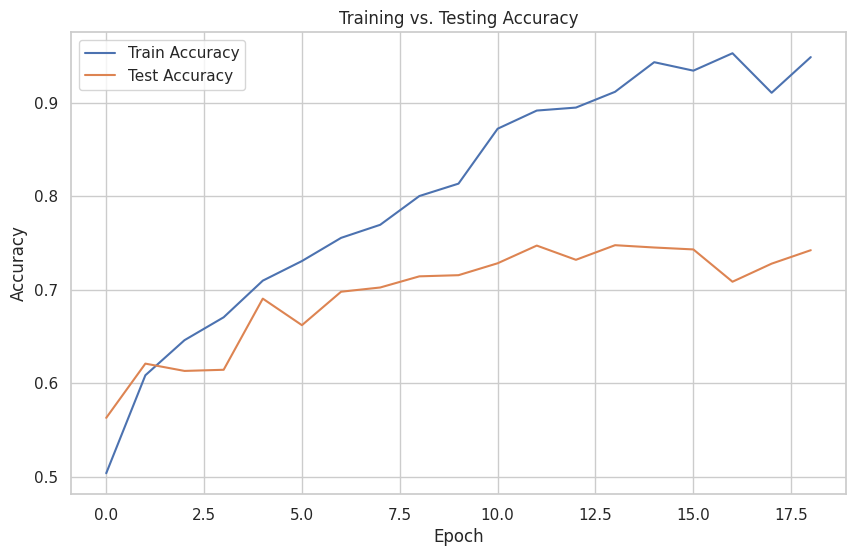 Training vs. Testing Accuracy
Train Accuracy
Test Accuracy
Accuracy
0.9
0.8
0.7
0.6
0.5
0.0 2.5 5.0 7.5 10.0 12.5 15.0 17.5
Epoch